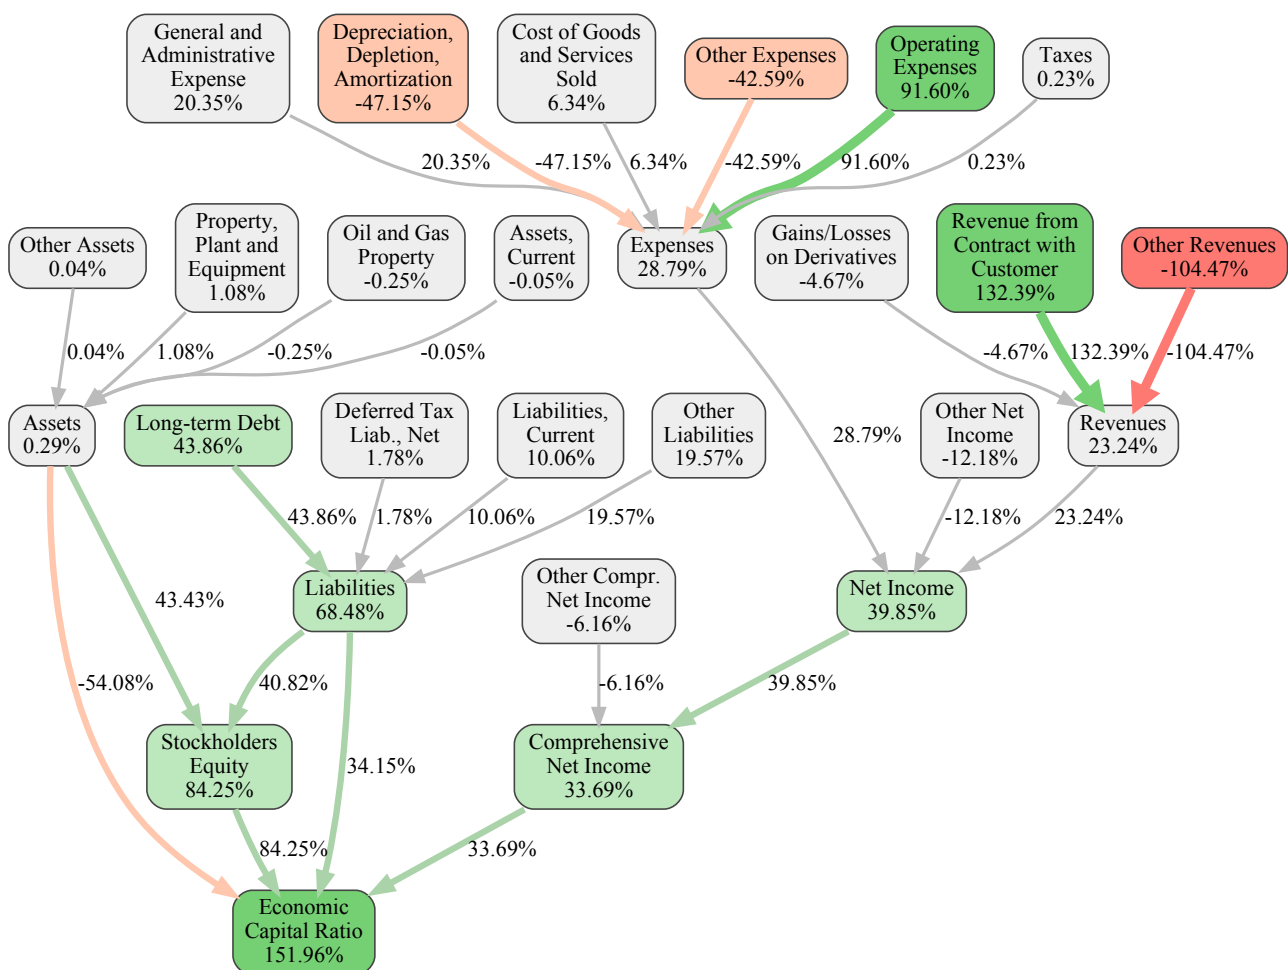 General and
Administrative
Expense
20.35%
Depreciation,
Depletion,
Amortization
-47.15%
Cost of Goods
and Services
Sold
6.34%
Other Expenses
-42.59%
Operating
Expenses
91.60%
Taxes
0.23%
20.35%
-47.15%
6.34%
-42.59%
91.60%
0.23%
Other Assets
0.04%
Property,
Plant and
Equipment
1.08%
Oil and Gas
Property
-0.25%
Assets,
Current
-0.05%
Expenses
28.79%
Gains/Losses
on Derivatives
-4.67%
Revenue from
Contract with
Customer
132.39%
Other Revenues
-104.47%
0.04%
1.08%
-0.25%
-0.05%
-4.67%
132.39%
-104.47%
Assets
0.29%
Long-term Debt
43.86%
Deferred Tax
Liab., Net
1.78%
Liabilities,
Current
10.06%
Other
Liabilities
19.57%
28.79%
Other Net
Income
-12.18%
Revenues
23.24%
43.86%
1.78%
10.06%
19.57%
-12.18%
23.24%
43.43%
Liabilities
68.48%
Other Compr.
Net Income
-6.16%
Net Income
39.85%
-54.08%
40.82%
-6.16%
39.85%
Stockholders
Equity
84.25%
34.15%
Comprehensive
Net Income
33.69%
84.25%
33.69%
Economic
Capital Ratio
151.96%